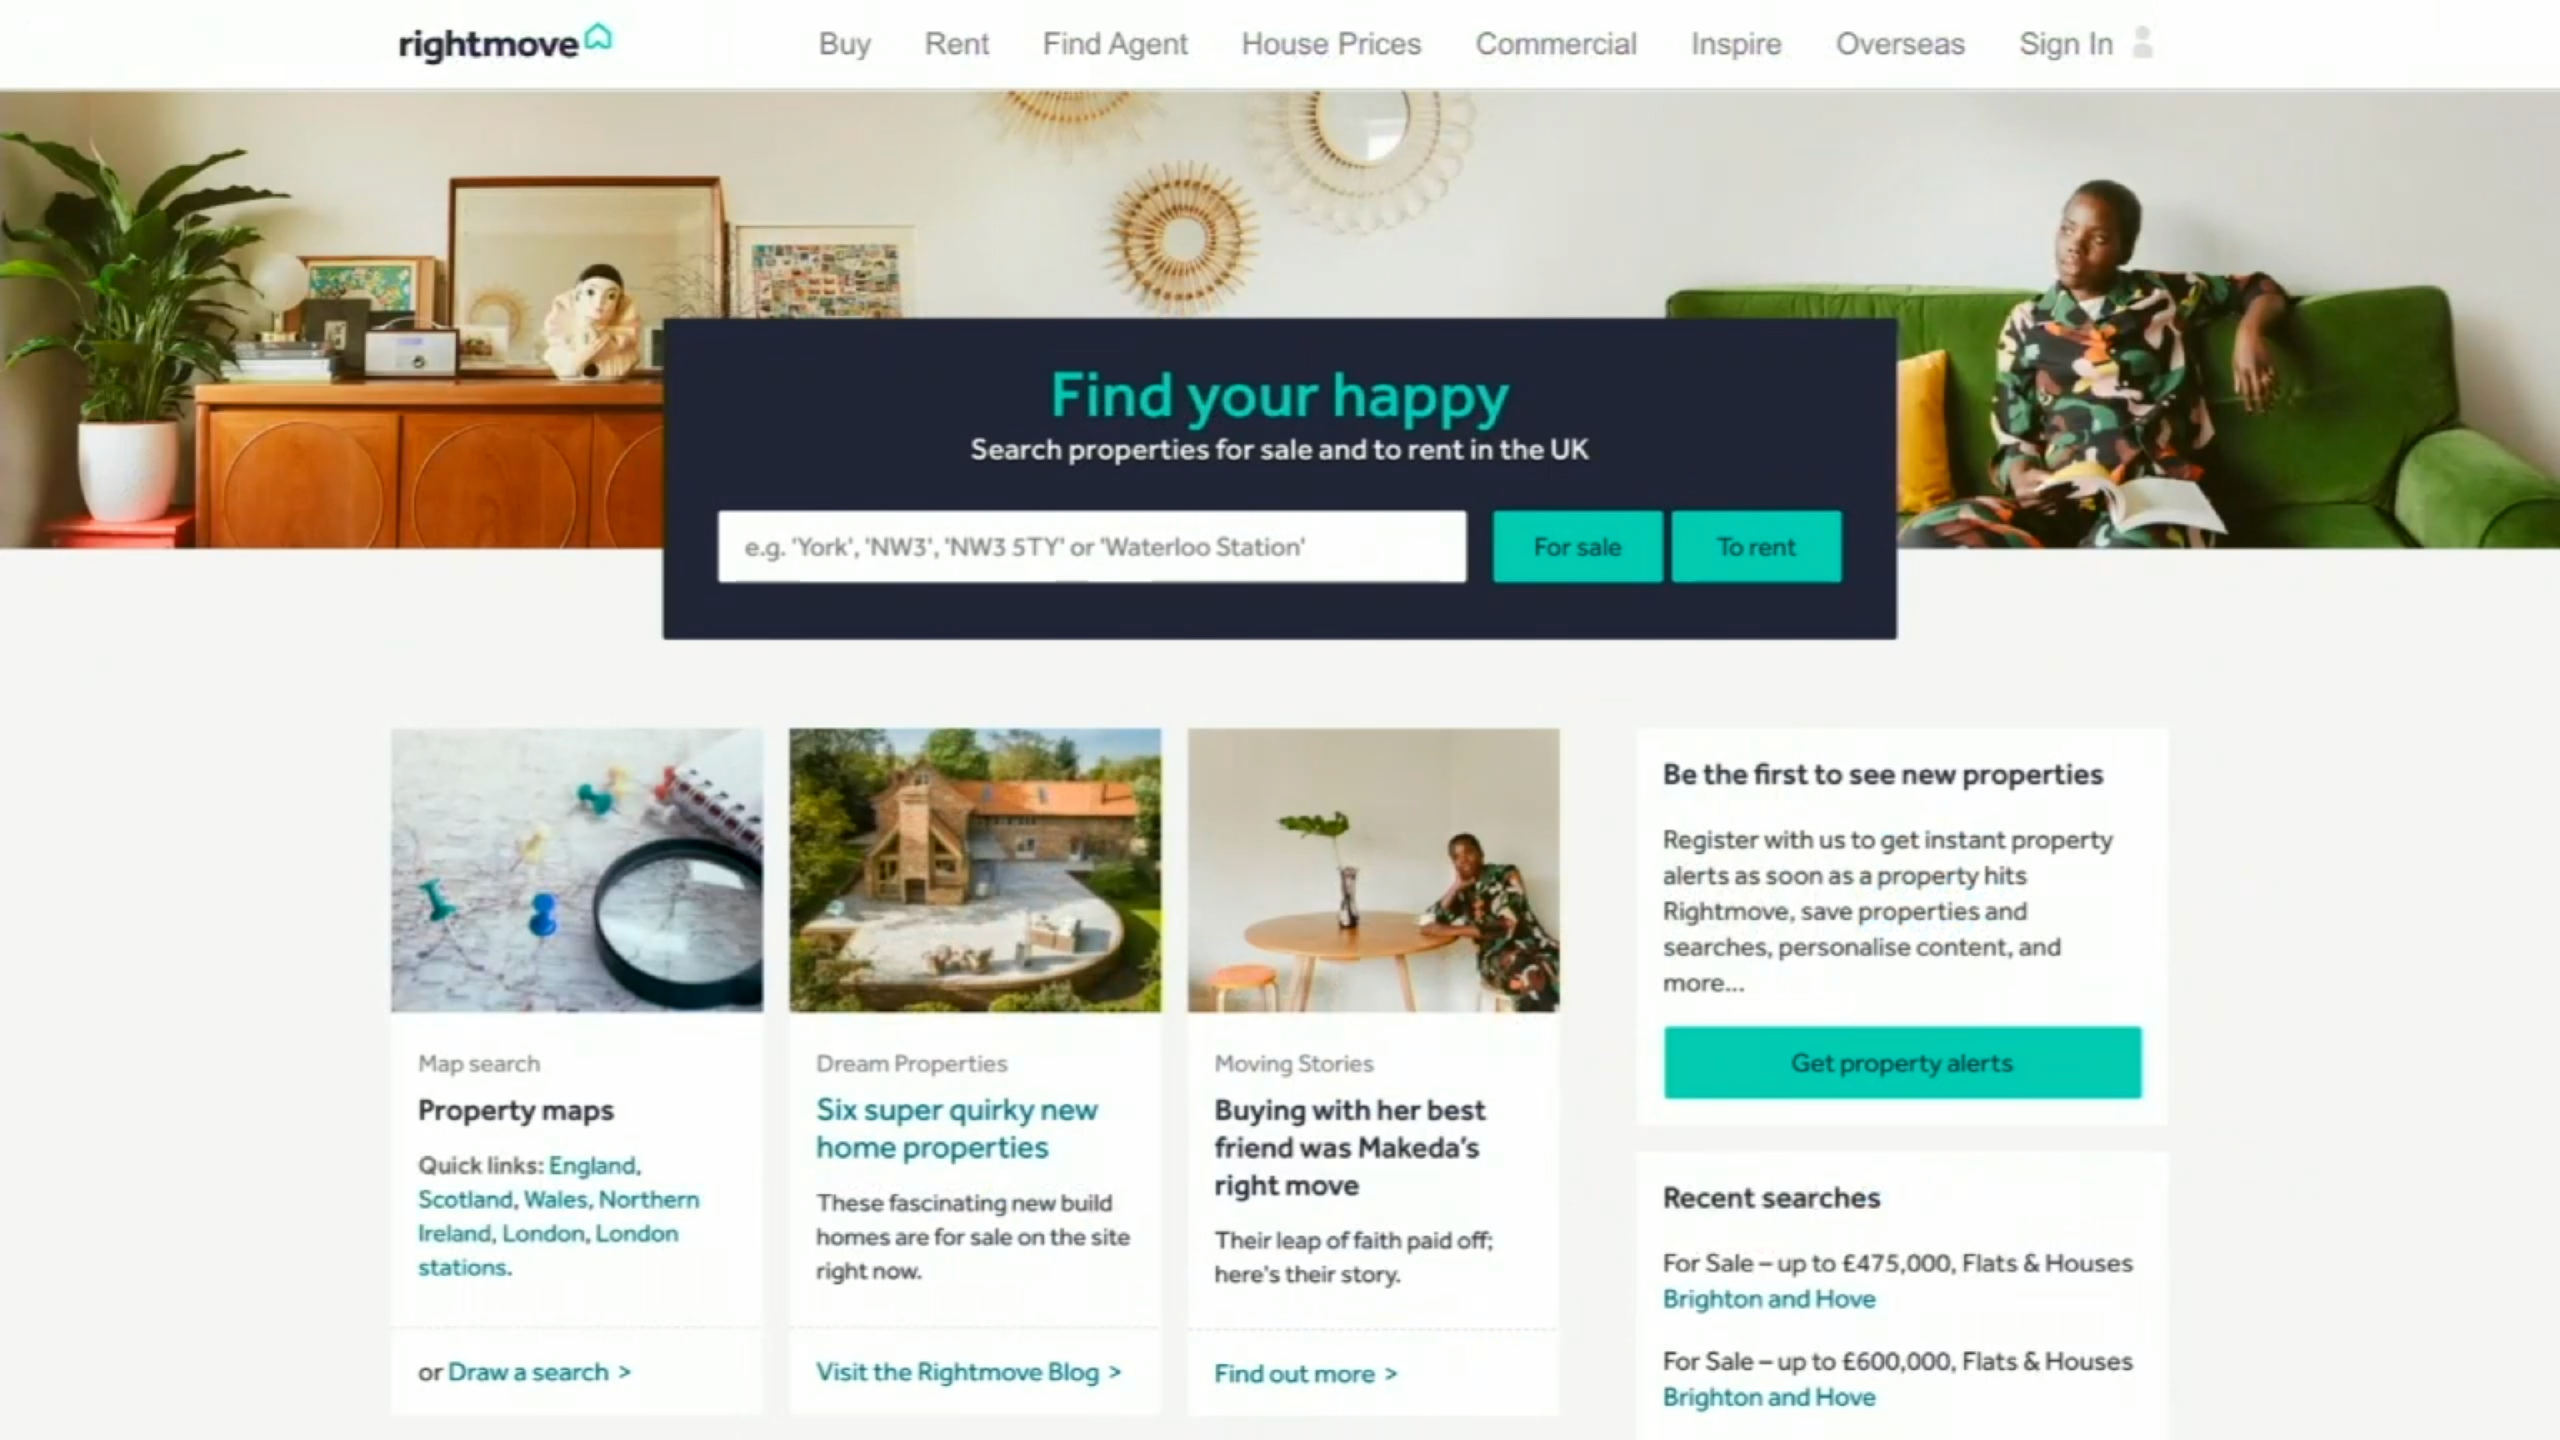 rightmove
Buy
Rent
Find Agent
House Prices
Commercial
Inspire
Overseas
Sign In
Find your happy
Search properties for sale and to rent in the UK
e.g. 'York', 'NW3', 'NW3 5TY' or 'Waterloo Station'
For sale
To rent
Map search
Property maps
Quick links: England,
Scotland, Wales, Northern
Ireland, London, London
stations.
or Draw a search >
Dream Properties
Six super quirky new
home properties
These fascinating new build
homes are for sale on the site
right now.
Visit the Rightmove Blog >
Moving Stories
Buying with her best
friend was Makeda's
right move
Their leap of faith paid off;
here's their story.
Find out more >
Be the first to see new properties
Register with us to get instant property
alerts as soon as a property hits
Rightmove, save properties and
searches, personalise content, and
more...
Get property alerts
Recent searches
For Sale – up to £475,000, Flats & Houses
Brighton and Hove
For Sale – up to £600,000, Flats & Houses
Brighton and Hove